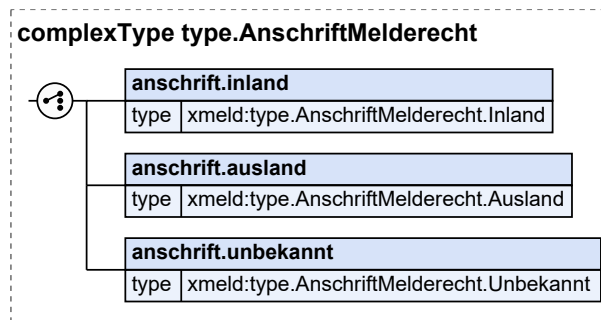 complexType type.AnschriftMelderecht
anschrift.inland
type xmeld:type.AnschriftMelderecht.Inland
anschrift.ausland
type xmeld:type.AnschriftMelderecht.Ausland
anschrift.unbekannt
type xmeld:type.AnschriftMelderecht.Unbekannt